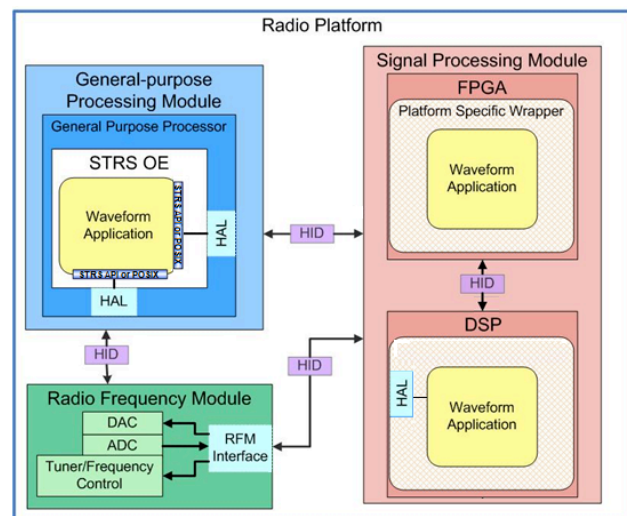 Radio Platform
General-purpose
Processing Module
General Purpose Processor
STRS OE
Waveform
Application
STRS API or POSIX
STRS API or POSIX
HAL
HAL
HID
Signal Processing Module
FPGA
Platform Specific Wrapper
Waveform
Application
HID
DSP
HAL
Waveform
Application
HID
HID
Radio Frequency Module
DAC
ADC
Tuner/Frequency
Control
RFM
Interface